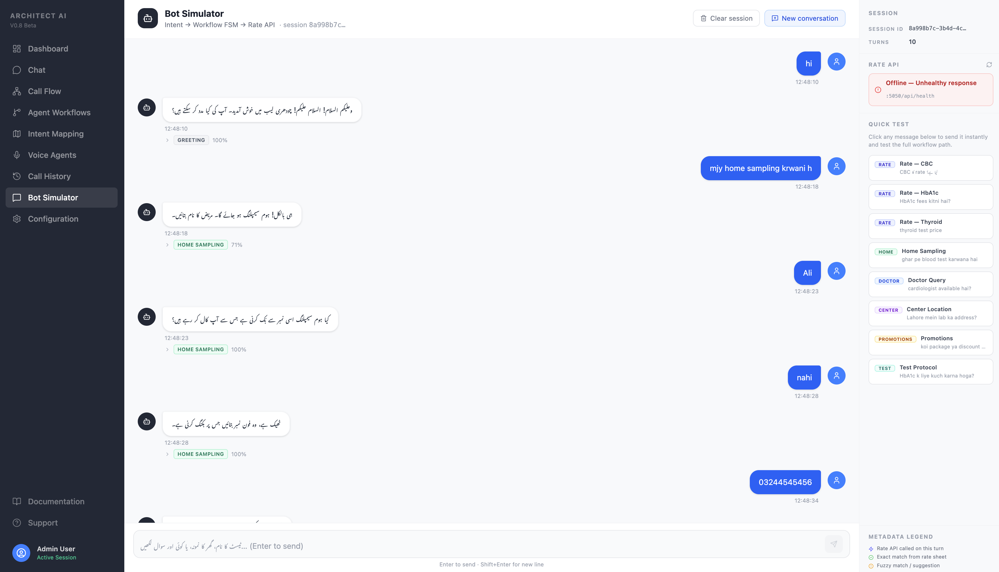 ARCHITECT AI
V0.8 Beta
Dashboard
Chat
Call Flow
Agent Workflows
Intent Mapping
Voice Agents
Call History
Bot Simulator
Configuration
Documentation
Support
Admin User
Active Session
Bot Simulator
Intent → Workflow FSM → Rate API · session 8a998b7c…
Clear session
New conversation
hi
12:48:10
وعلیکم السلام! السلام علیکم! چودھری لیب میں خوش آمدید۔ آپ کی کیا مدد کر سکتے ہیں؟
12:48:10
GREETING 100%
mjy home sampling krwani h
12:48:18
جی بالکل! ہوم سیمپلنگ ہو جائے گا۔ مریض کا نام بتائیں۔
12:48:18
HOME SAMPLING 71%
Ali
12:48:23
کیا ہوم سیمپلنگ اسی نمبر سے بُک کرنی ہے جس سے آپ کال کر رہے ہیں؟
12:48:23
HOME SAMPLING 100%
nahi
12:48:28
ٹھیک ہے، وہ فون نمبر بتائیں جس پر بکنگ کرنی ہے۔
12:48:28
HOME SAMPLING 100%
03244545456
12:48:34
ٹیسٹ کا نام، گھر کا نمونہ، یا کوئی اور سوال لکھیں... (Enter to send)
Enter to send · Shift+Enter for new line
SESSION
SESSION ID 8a998b7c-3b4d-4c…
TURNS 10
RATE API
Offline — Unhealthy response
:5050/api/health
QUICK TEST
Click any message below to send it instantly
and test the full workflow path.
RATE Rate — CBC
CBC کا rate کیا ہے؟
RATE Rate — HbA1c
HbA1c fees kitni hai?
RATE Rate — Thyroid
thyroid test price
HOME Home Sampling
ghar pe blood test karwana hai
DOCTOR Doctor Query
cardiologist available hai?
CENTER Center Location
Lahore mein lab ka address?
PROMOTIONS Promotions
koi package ya discount ...
TEST Test Protocol
HbA1c k liye kuch karna hoga?
METADATA LEGEND
Rate API called on this turn
Exact match from rate sheet
Fuzzy match / suggestion